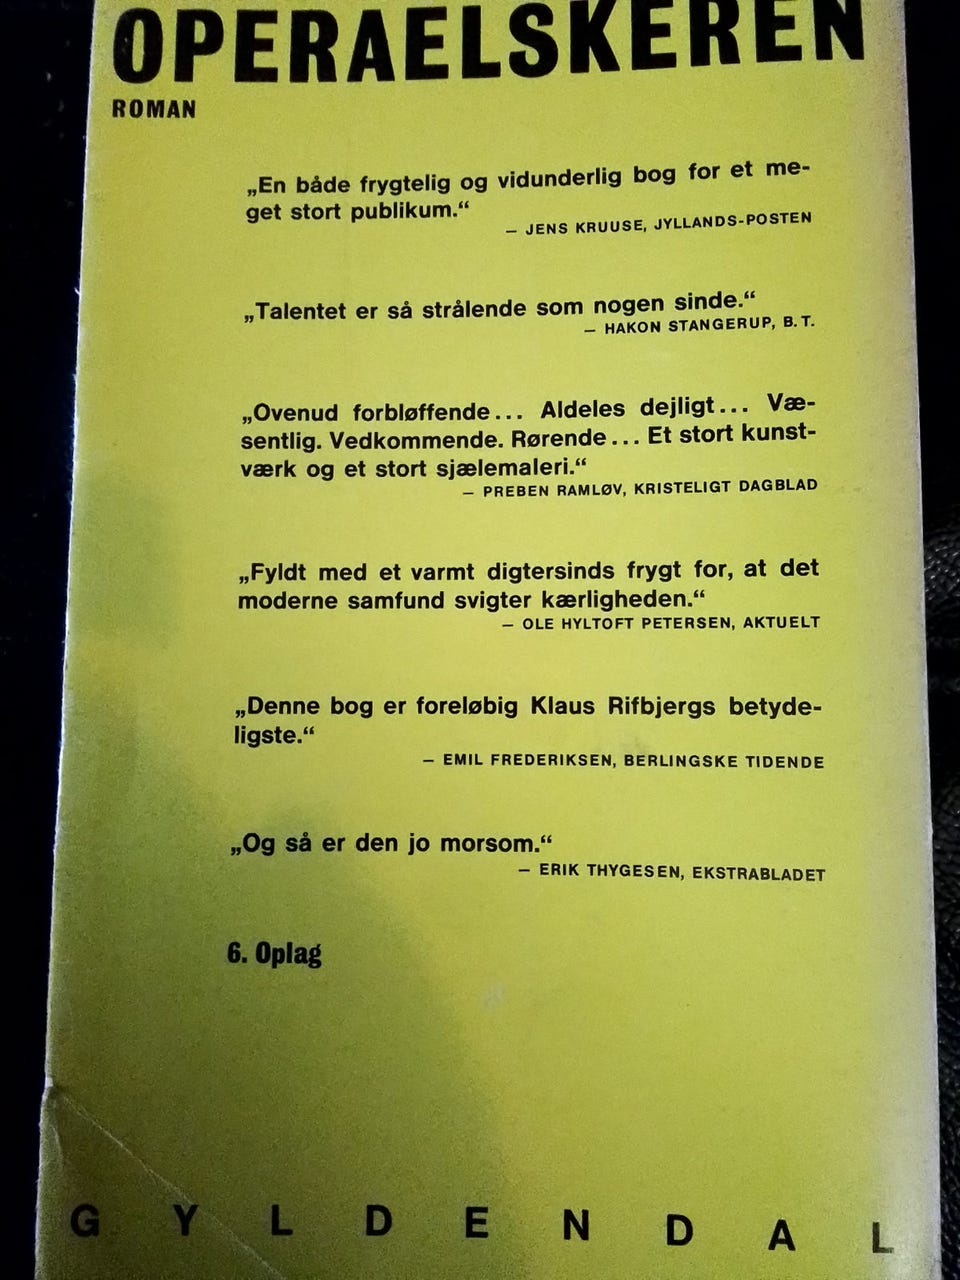 OPERAELSKEREN
ROMAN
„En både frygtelig og vidunderlig bog for et me-
get stort publikum.“
– JENS KRUUSE, JYLLANDS-POSTEN
„Talentet er så strålende som nogen sinde.“
– HAKON STANGERUP, B.T.
„Ovenud forbløffende... Aldeles dejligt... Væ-
sentlig. Vedkommende. Rørende... Et stort kunst-
værk og et stort sjælemaleri.“
– PREBEN RAMLØV, KRISTELIGT DAGBLAD
„Fyldt med et varmt digtersinds frygt for, at det
moderne samfund svigter kærligheden.“
– OLE HYLTOFT PETERSEN, AKTUELT
„Denne bog er foreløbig Klaus Rifbjergs betyde-
ligste.“
– EMIL FREDERIKSEN, BERLINGSKE TIDENDE
„Og så er den jo morsom.“
– ERIK THYGESEN, EKSTRABLADET
6. Oplag
GYLDENDAL